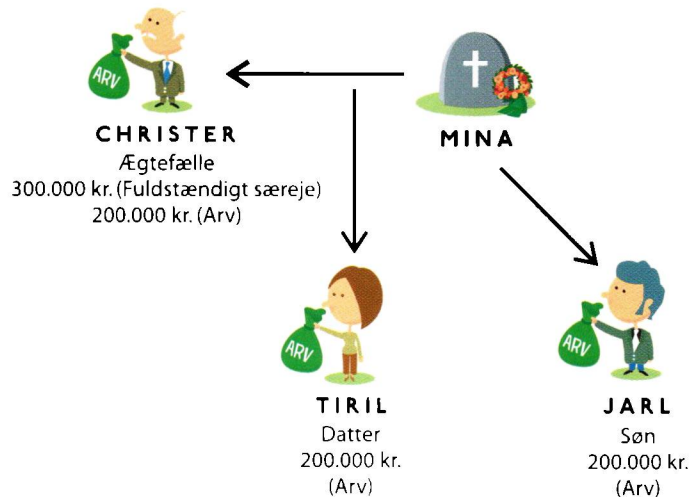 ARV
CHRISTER
Ægtefælle
300.000 kr. (Fuldstændigt særeje)
200.000 kr. (Arv)
MINA
ARV
TIRIL
Datter
200.000 kr.
(Arv)
ARV
JARL
Søn
200.000 kr.
(Arv)